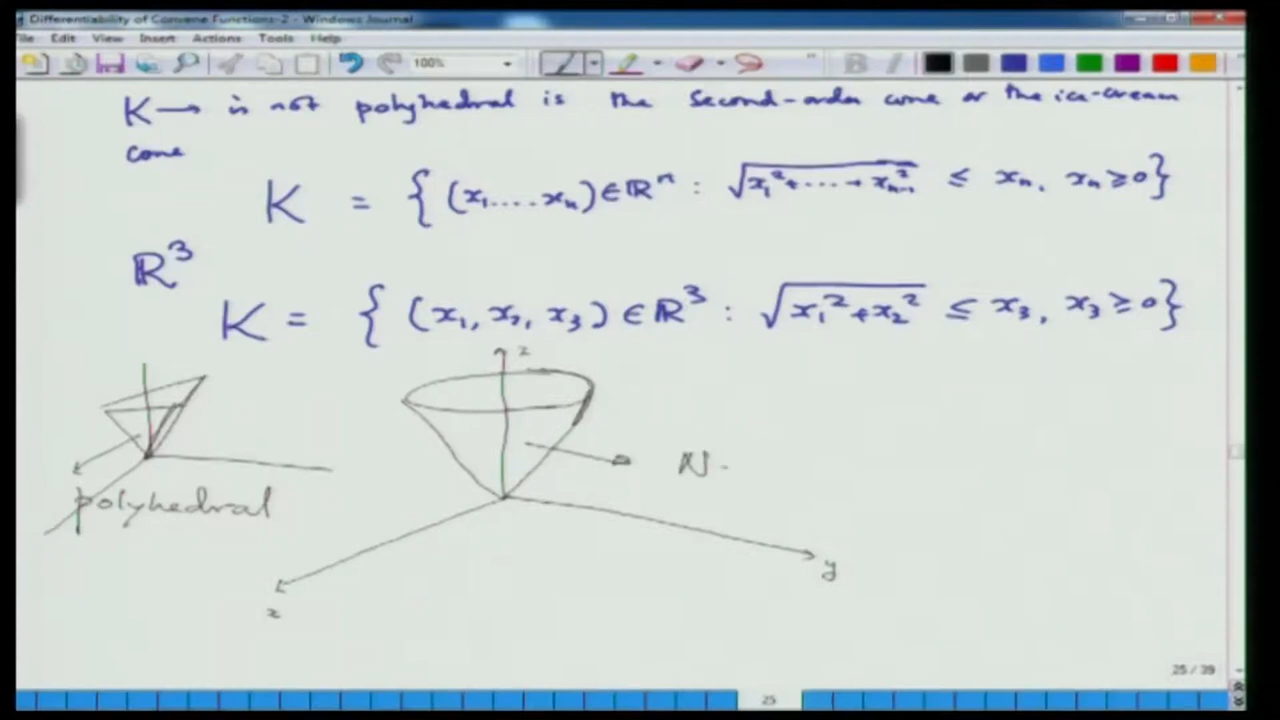 Differentiability of Convex Functions-2 - Windows Journal
File Edit View Insert Actions Tools Help
100%
K → is not polyhedral is the second-order cone or the ice-cream
cone
K = { (x₁....xₙ) ∈ ℝⁿ : √(x₁² + ... + xₙ₋₁²) ≤ xₙ, xₙ ≥ 0}
ℝ³
K = { (x₁, x₂, x₃) ∈ ℝ³ : √(x₁² + x₂²) ≤ x₃, x₃ ≥ 0}
z
N
polyhedral
y
x
25 / 39
25